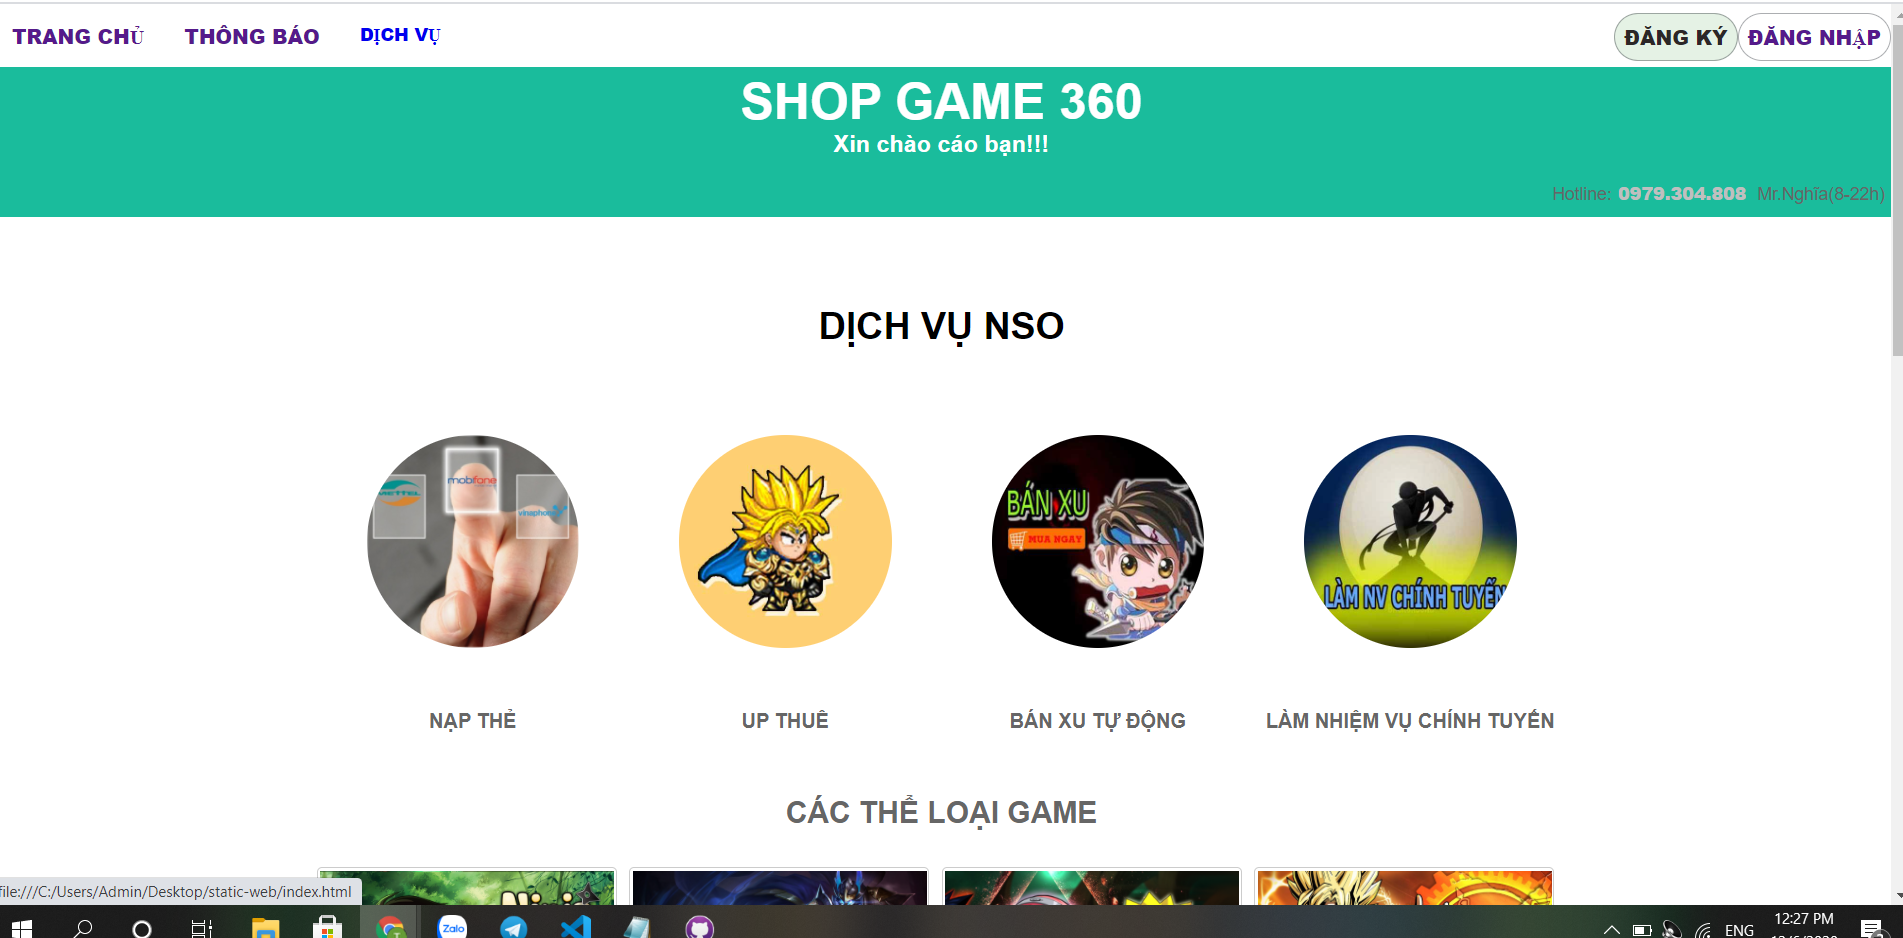 TRANG CHỦ THÔNG BÁO DỊCH VỤ ĐĂNG KÝ ĐĂNG NHẬP
SHOP GAME 360
Xin chào cáo bạn!!!
Hotline: 0979.304.808 Mr.Nghĩa(8-22h)
DỊCH VỤ NSO
VIETTEL mobifone vinaphone
BÁN XU
MUA NGAY
LÀM NV CHÍNH TUYẾN
NẠP THẺ UP THUÊ BÁN XU TỰ ĐỘNG LÀM NHIỆM VỤ CHÍNH TUYẾN
CÁC THỂ LOẠI GAME
file:///C:/Users/Admin/Desktop/static-web/index.html
Zalo
ENG
12:27 PM